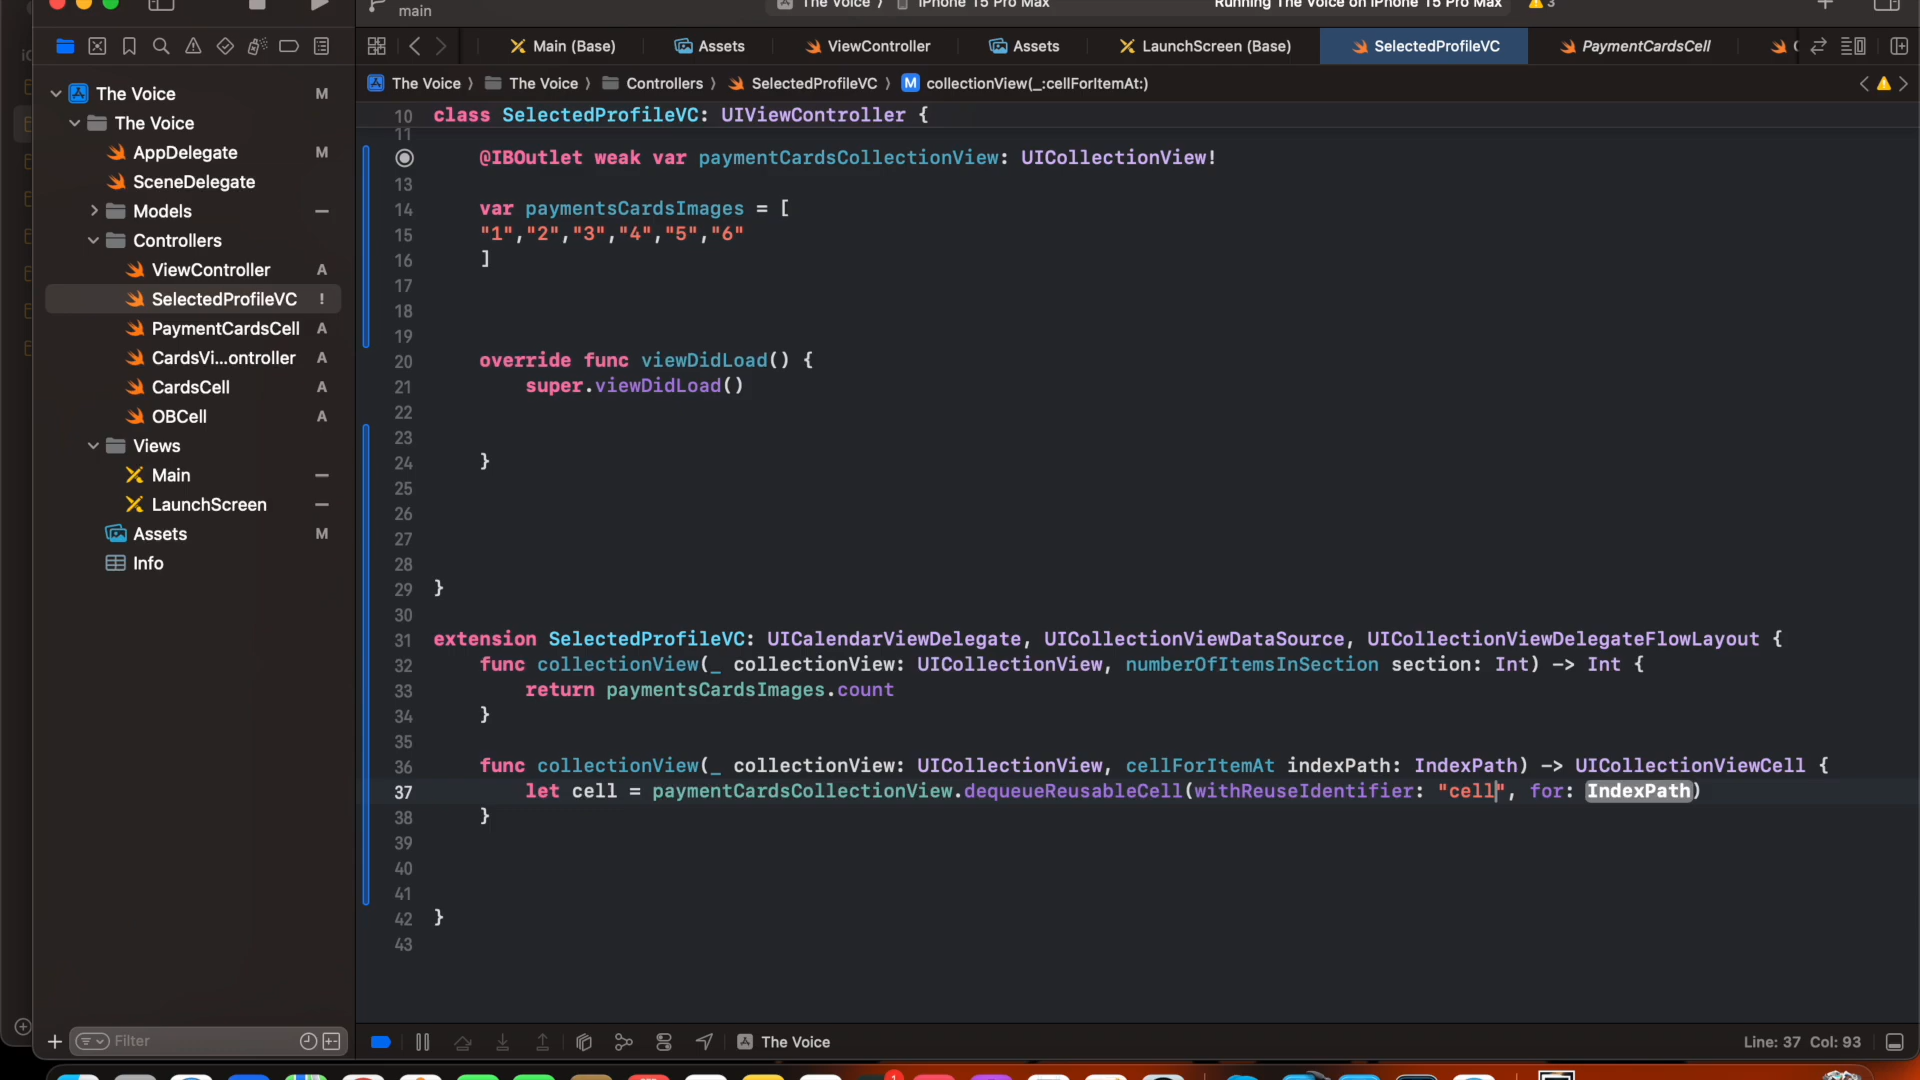 main
The Voice 〉 iPhone 15 Pro Max
Running The Voice on iPhone 15 Pro Max
3
Main (Base)
Assets
ViewController
Assets
LaunchScreen (Base)
SelectedProfileVC
PaymentCardsCell
The Voice 〉 The Voice 〉 Controllers 〉 SelectedProfileVC 〉 M collectionView(_:cellForItemAt:)
The Voice M
The Voice
AppDelegate M
SceneDelegate
Models
Controllers
ViewController A
SelectedProfileVC !
PaymentCardsCell A
CardsVi...ontroller A
CardsCell A
OBCell A
Views
Main
LaunchScreen
Assets M
Info
Filter
10 class SelectedProfileVC: UIViewController {
11
@IBOutlet weak var paymentCardsCollectionView: UICollectionView!
13
14 var paymentsCardsImages = [
15 "1","2","3","4","5","6"
16 ]
17
18
19
20 override func viewDidLoad() {
21 super.viewDidLoad()
22
23
24 }
25
26
27
28
29 }
30
31 extension SelectedProfileVC: UICalendarViewDelegate, UICollectionViewDataSource, UICollectionViewDelegateFlowLayout {
32 func collectionView(_ collectionView: UICollectionView, numberOfItemsInSection section: Int) -> Int {
33 return paymentsCardsImages.count
34 }
35
36 func collectionView(_ collectionView: UICollectionView, cellForItemAt indexPath: IndexPath) -> UICollectionViewCell {
37 let cell = paymentCardsCollectionView.dequeueReusableCell(withReuseIdentifier: "cell", for: IndexPath)
38 }
39
40
41
42 }
43
The Voice
Line: 37 Col: 93